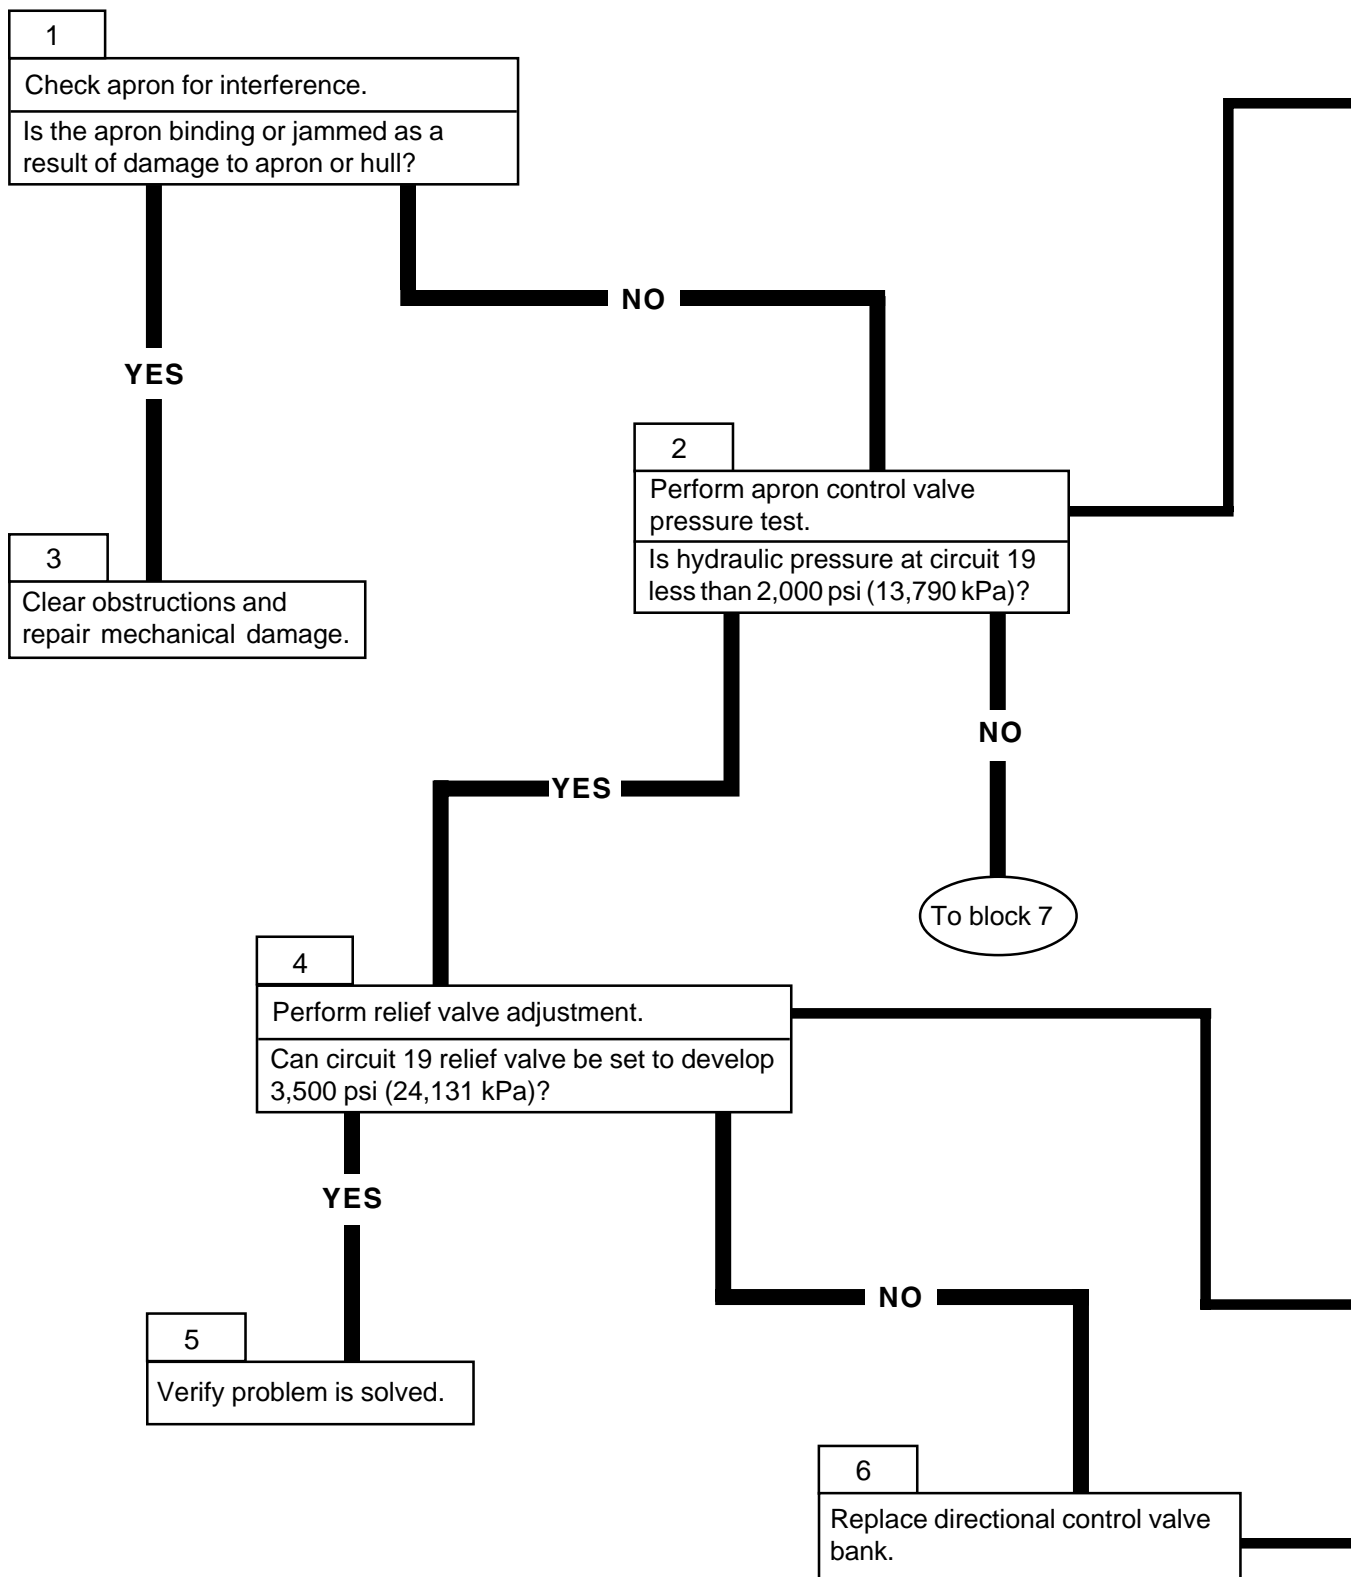 1
Check apron for interference.
Is the apron binding or jammed as a
result of damage to apron or hull?
NO
YES
2
Perform apron control valve
pressure test.
Is hydraulic pressure at circuit 19
less than 2,000 psi (13,790 kPa)?
3
Clear obstructions and
repair mechanical damage.
NO
YES
To block 7
4
Perform relief valve adjustment.
Can circuit 19 relief valve be set to develop
3,500 psi (24,131 kPa)?
YES
NO
5
Verify problem is solved.
6
Replace directional control valve
bank.